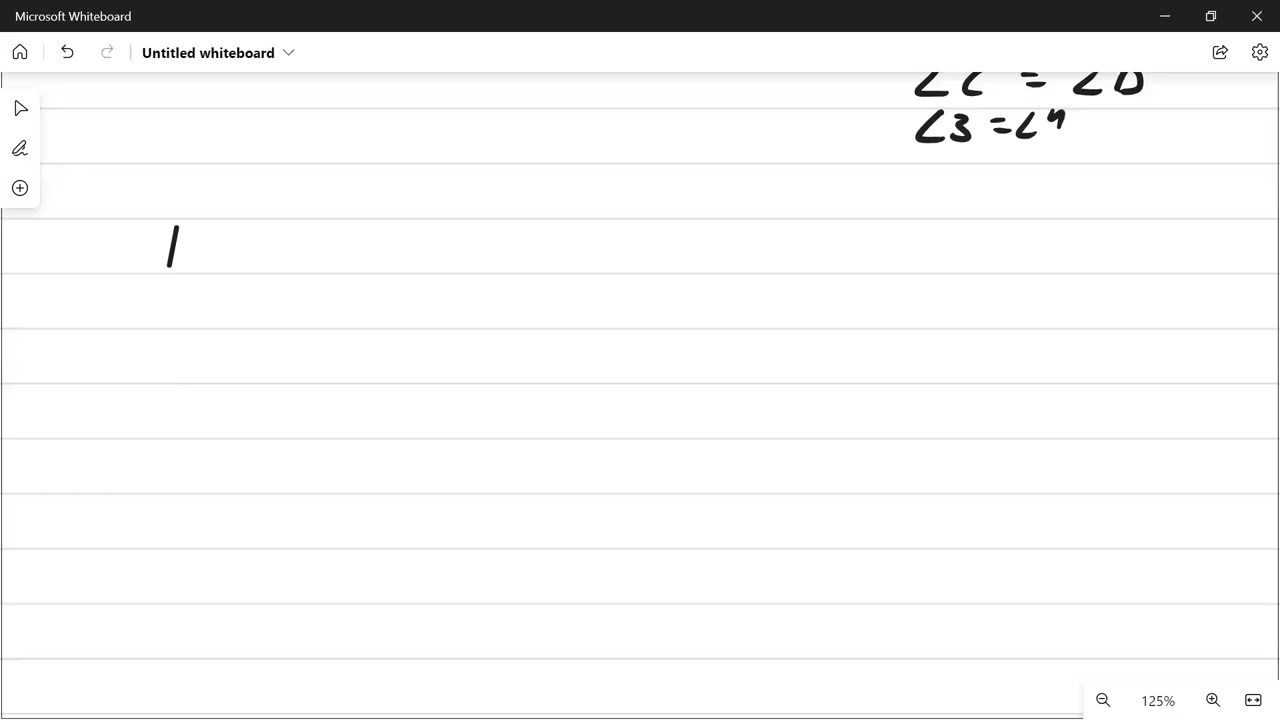 Microsoft Whiteboard
Untitled whiteboard
∠C = ∠D
∠3 = ∠4
125%